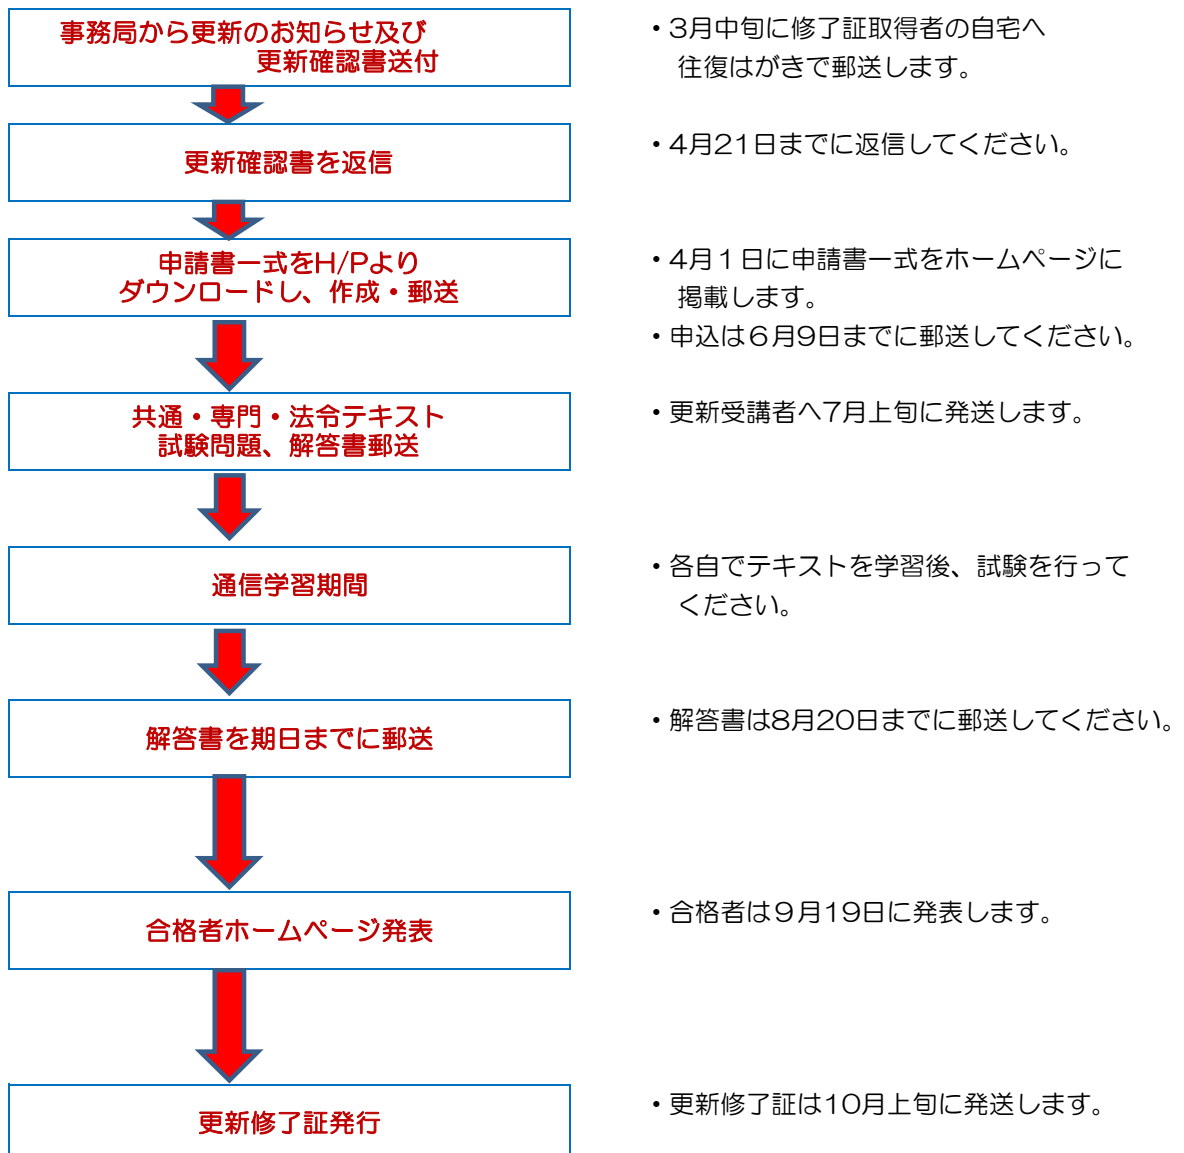 事務局から更新のお知らせ及び
更新確認書送付
・3月中旬に修了証取得者の自宅へ
往復はがきで郵送します。
更新確認書を返信
・4月21日までに返信してください。
申請書一式をH/Pより
ダウンロードし、作成・郵送
・4月１日に申請書一式をホームページに
掲載します。
・申込は６月9日までに郵送してください。
共通・専門・法令テキスト
試験問題、解答書郵送
・更新受講者へ7月上旬に発送します。
通信学習期間
・各自でテキストを学習後、試験を行って
ください。
解答書を期日までに郵送
・解答書は8月20日までに郵送してください。
合格者ホームページ発表
・合格者は９月19日に発表します。
更新修了証発行
・更新修了証は10月上旬に発送します。